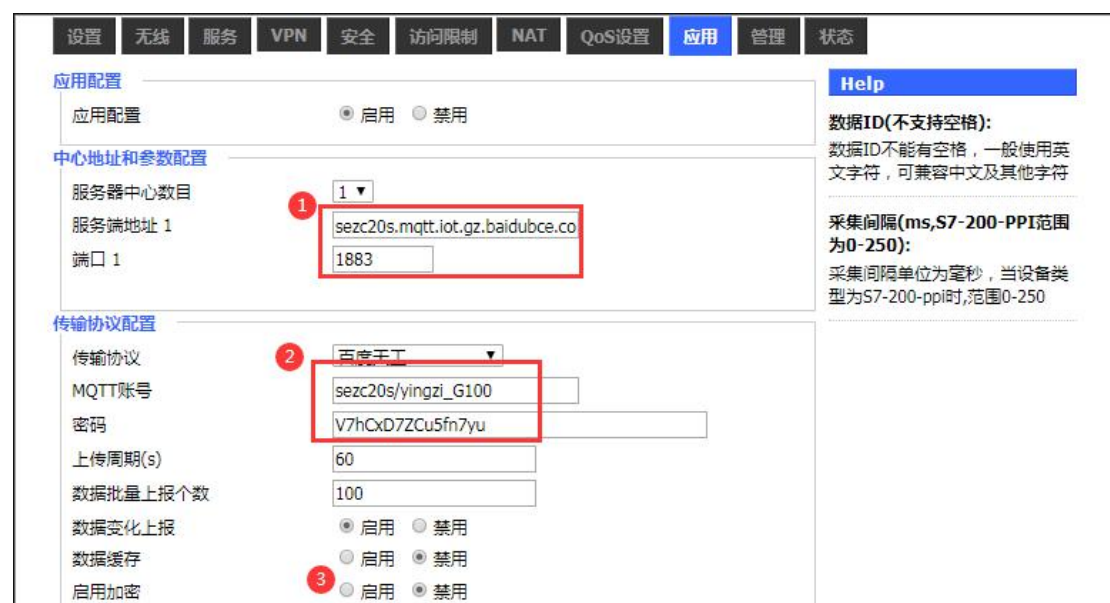 设置 无线 服务 VPN 安全 访问限制 NAT QoS设置 应用 管理 状态
应用配置
应用配置 启用 禁用
中心地址和参数配置
服务器中心数目 1
1
服务端地址 1 sezc20s.mqtt.iot.gz.baidubce.co
端口 1 1883
传输协议配置
传输协议 2 百度天工
MQTT账号 sezc20s/yingzi_G100
密码 V7hCxD7ZCu5fn7yu
上传周期(s) 60
数据批量上报个数 100
数据变化上报 启用 禁用
数据缓存 启用 禁用
启用加密 3 启用 禁用
Help
数据ID(不支持空格):
数据ID不能有空格，一般使用英
文字符，可兼容中文及其他字符
采集间隔(ms,S7-200-PPI范围
为0-250):
采集间隔单位为毫秒，当设备类
型为S7-200-ppi时,范围0-250